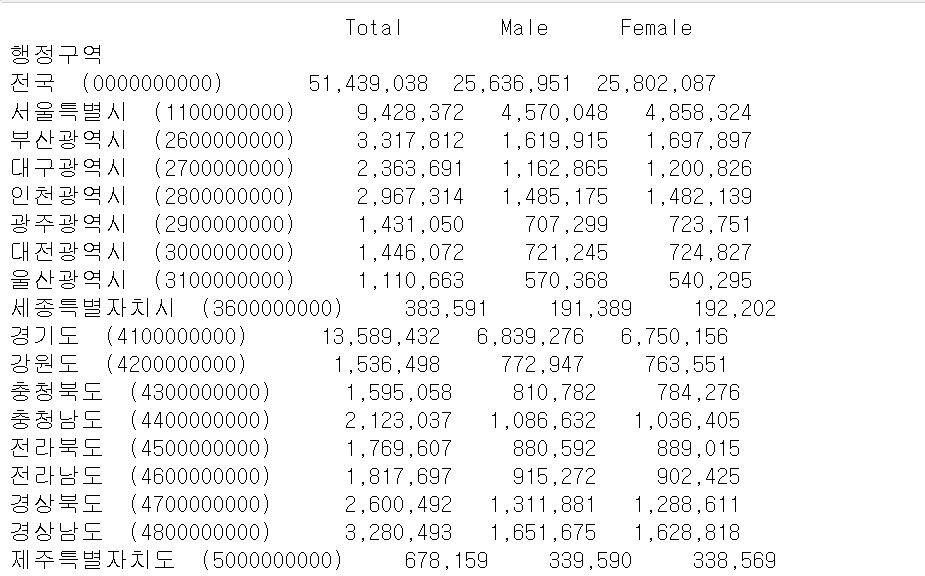 Total Male Female
행정구역
전국 (0000000000) 51,439,038 25,636,951 25,802,087
서울특별시 (1100000000) 9,428,372 4,570,048 4,858,324
부산광역시 (2600000000) 3,317,812 1,619,915 1,697,897
대구광역시 (2700000000) 2,363,691 1,162,865 1,200,826
인천광역시 (2800000000) 2,967,314 1,485,175 1,482,139
광주광역시 (2900000000) 1,431,050 707,299 723,751
대전광역시 (3000000000) 1,446,072 721,245 724,827
울산광역시 (3100000000) 1,110,663 570,368 540,295
세종특별자치시 (3600000000) 383,591 191,389 192,202
경기도 (4100000000) 13,589,432 6,839,276 6,750,156
강원도 (4200000000) 1,536,498 772,947 763,551
충청북도 (4300000000) 1,595,058 810,782 784,276
충청남도 (4400000000) 2,123,037 1,086,632 1,036,405
전라북도 (4500000000) 1,769,607 880,592 889,015
전라남도 (4600000000) 1,817,697 915,272 902,425
경상북도 (4700000000) 2,600,492 1,311,881 1,288,611
경상남도 (4800000000) 3,280,493 1,651,675 1,628,818
제주특별자치도 (5000000000) 678,159 339,590 338,569